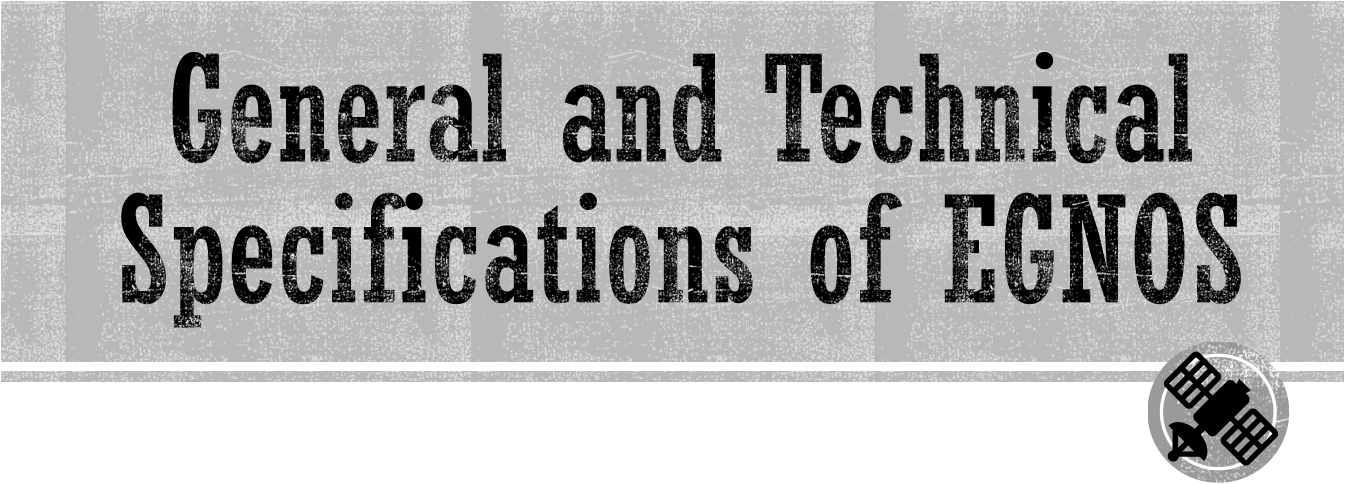 General and Technical
Specifications of EGNOS